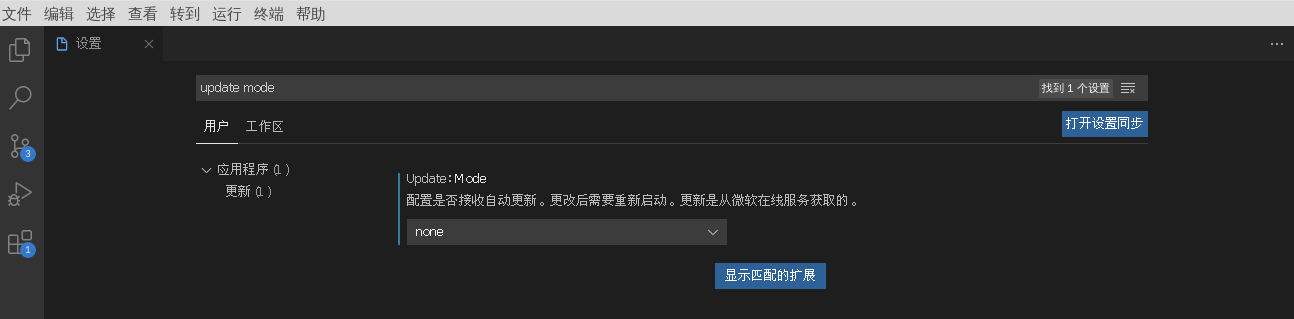 文件 编辑 选择 查看 转到 运行 终端 帮助
设置
update mode 找到 1 个设置
用户 工作区 打开设置同步
应用程序 (1)
更新 (1)
Update: Mode
配置是否接收自动更新。更改后需要重新启动。更新是从微软在线服务获取的。
none
显示匹配的扩展
3
1